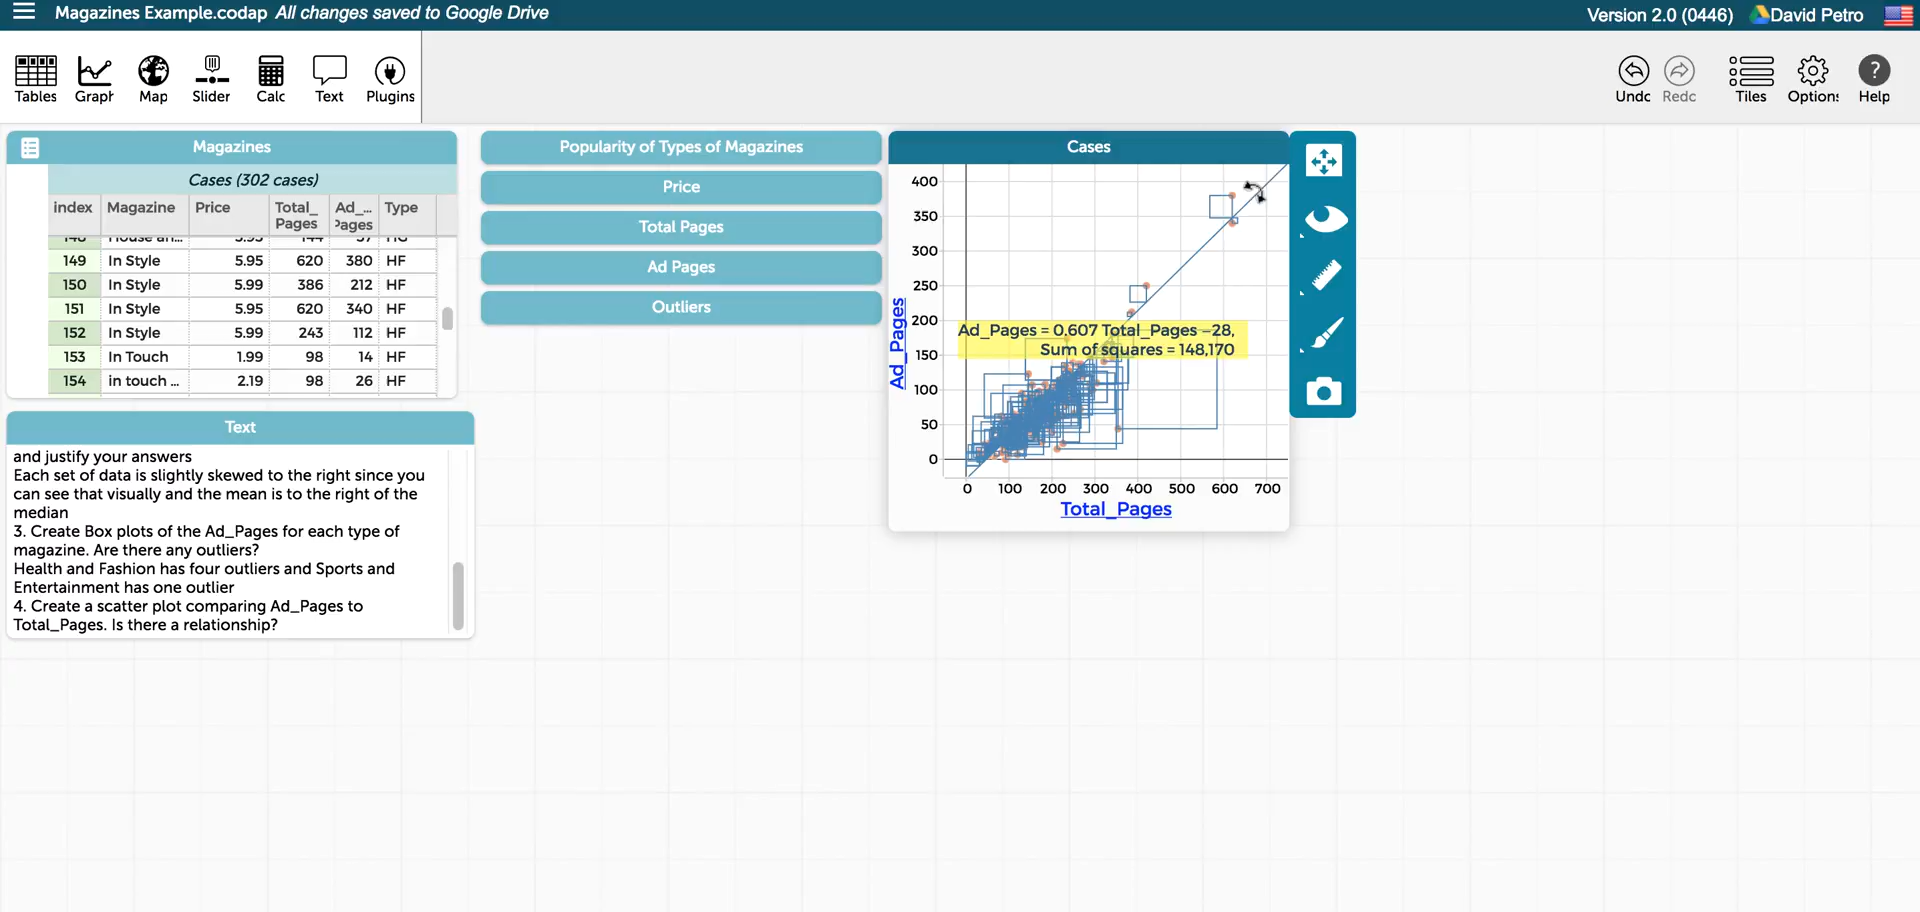 Magazines Example.codap All changes saved to Google Drive
Version 2.0 (0446) David Petro
Tables Graph Map Slider Calc Text Plugins
Undo Redo Tiles Options Help
Magazines
Cases (302 cases)
index Magazine Price Total_ Pages Ad_... Pages Type
148 House an... 5.95 144 57 HG
149 In Style 5.95 620 380 HF
150 In Style 5.99 386 212 HF
151 In Style 5.95 620 340 HF
152 In Style 5.99 243 112 HF
153 In Touch 1.99 98 14 HF
154 in touch ... 2.19 98 26 HF
Text
and justify your answers
Each set of data is slightly skewed to the right since you
can see that visually and the mean is to the right of the
median
3. Create Box plots of the Ad_Pages for each type of
magazine. Are there any outliers?
Health and Fashion has four outliers and Sports and
Entertainment has one outlier
4. Create a scatter plot comparing Ad_Pages to
Total_Pages. Is there a relationship?
Popularity of Types of Magazines
Price
Total Pages
Ad Pages
Outliers
Cases
400
350
300
250
200
150
100
50
0
Ad_Pages
Ad_Pages = 0,607 Total_Pages −28,
Sum of squares = 148,170
0 100 200 300 400 500 600 700
Total_Pages